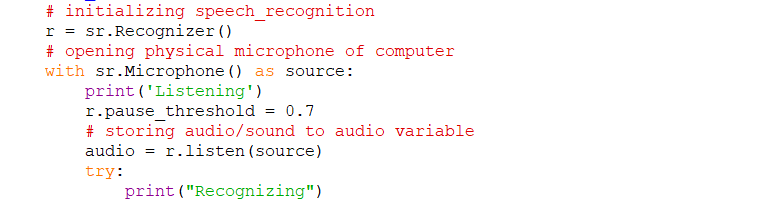 # initializing speech_recognition
r = sr.Recognizer()
# opening physical microphone of computer
with sr.Microphone() as source:
    print('Listening')
    r.pause_threshold = 0.7
    # storing audio/sound to audio variable
    audio = r.listen(source)
    try:
        print("Recognizing")